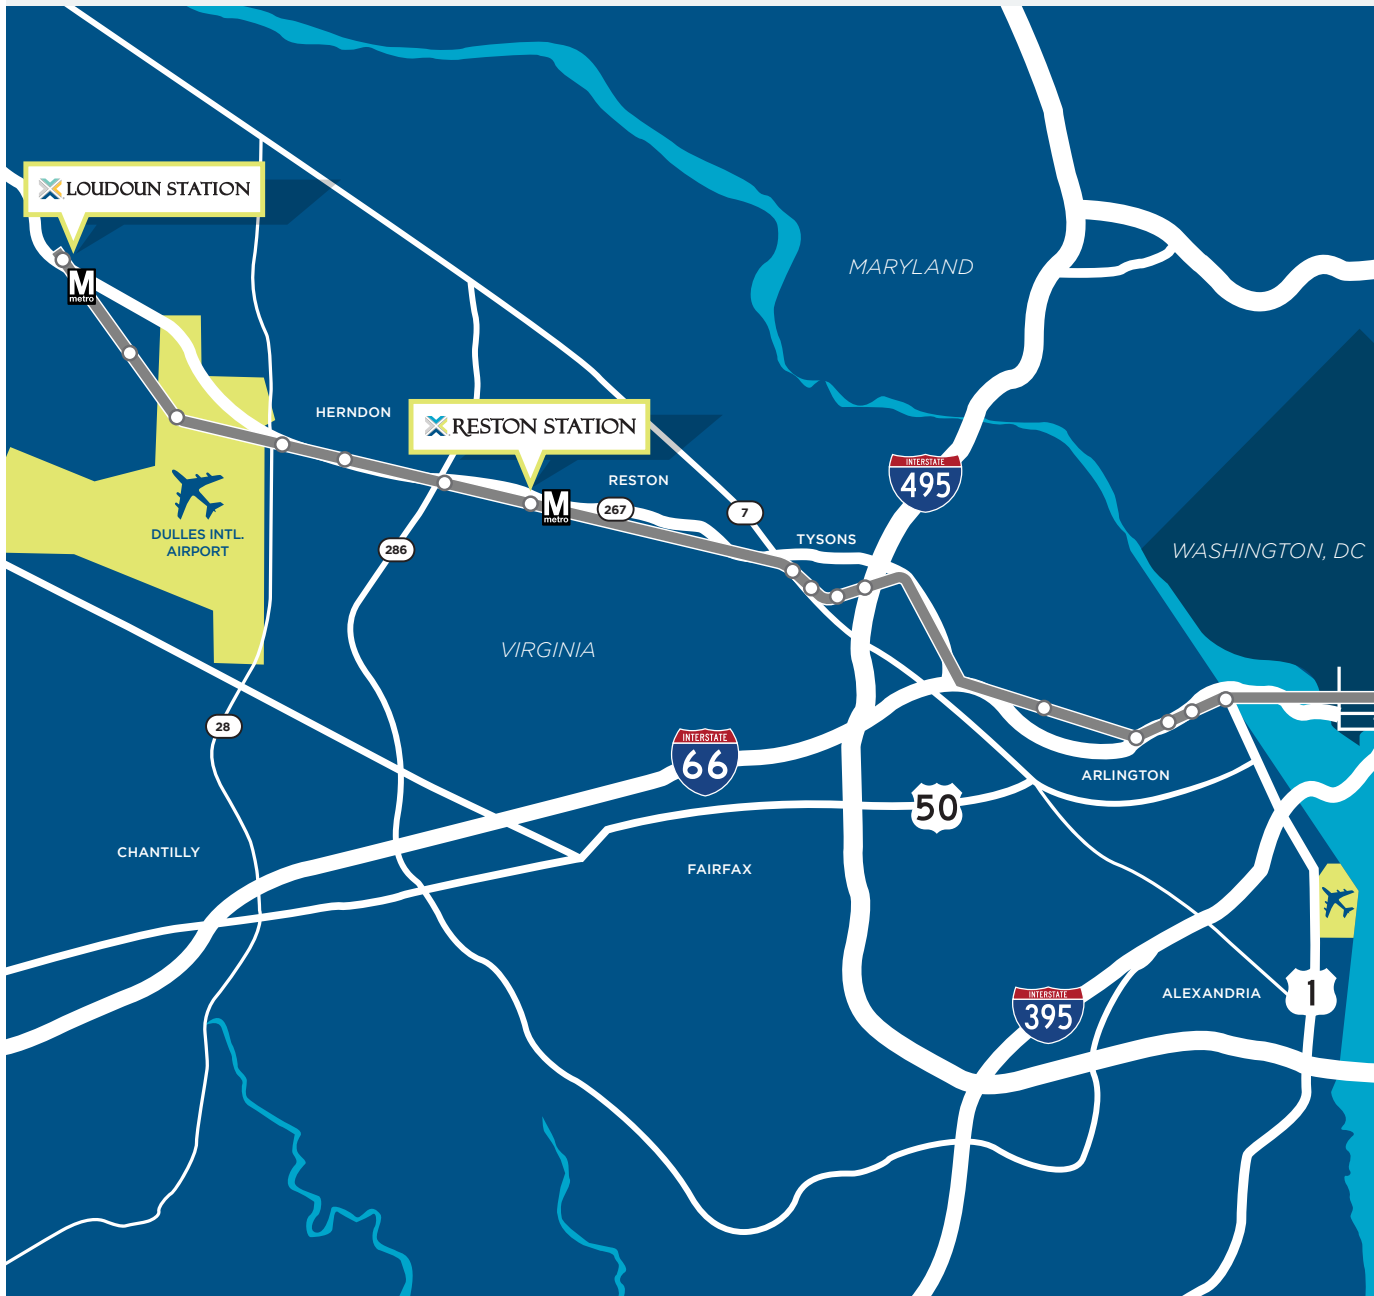 LOUDOUN STATION
M
metro
MARYLAND
HERNDON
RESTON STATION
RESTON
INTERSTATE
495
M
metro
267
7
TYSONS
286
WASHINGTON, DC
DULLES INTL.
AIRPORT
VIRGINIA
28
INTERSTATE
66
ARLINGTON
50
CHANTILLY
FAIRFAX
ALEXANDRIA
1
INTERSTATE
395